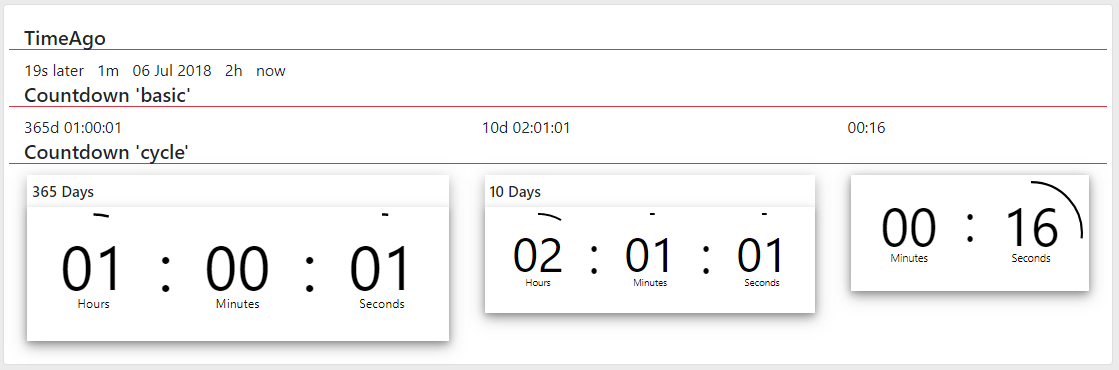 TimeAgo
19s later 1m 06 Jul 2018 2h now
Countdown 'basic'
365d 01:00:01 10d 02:01:01 00:16
Countdown 'cycle'
365 Days
01 : 00 : 01
Hours Minutes Seconds
10 Days
02 : 01 : 01
Hours Minutes Seconds
00 : 16
Minutes Seconds